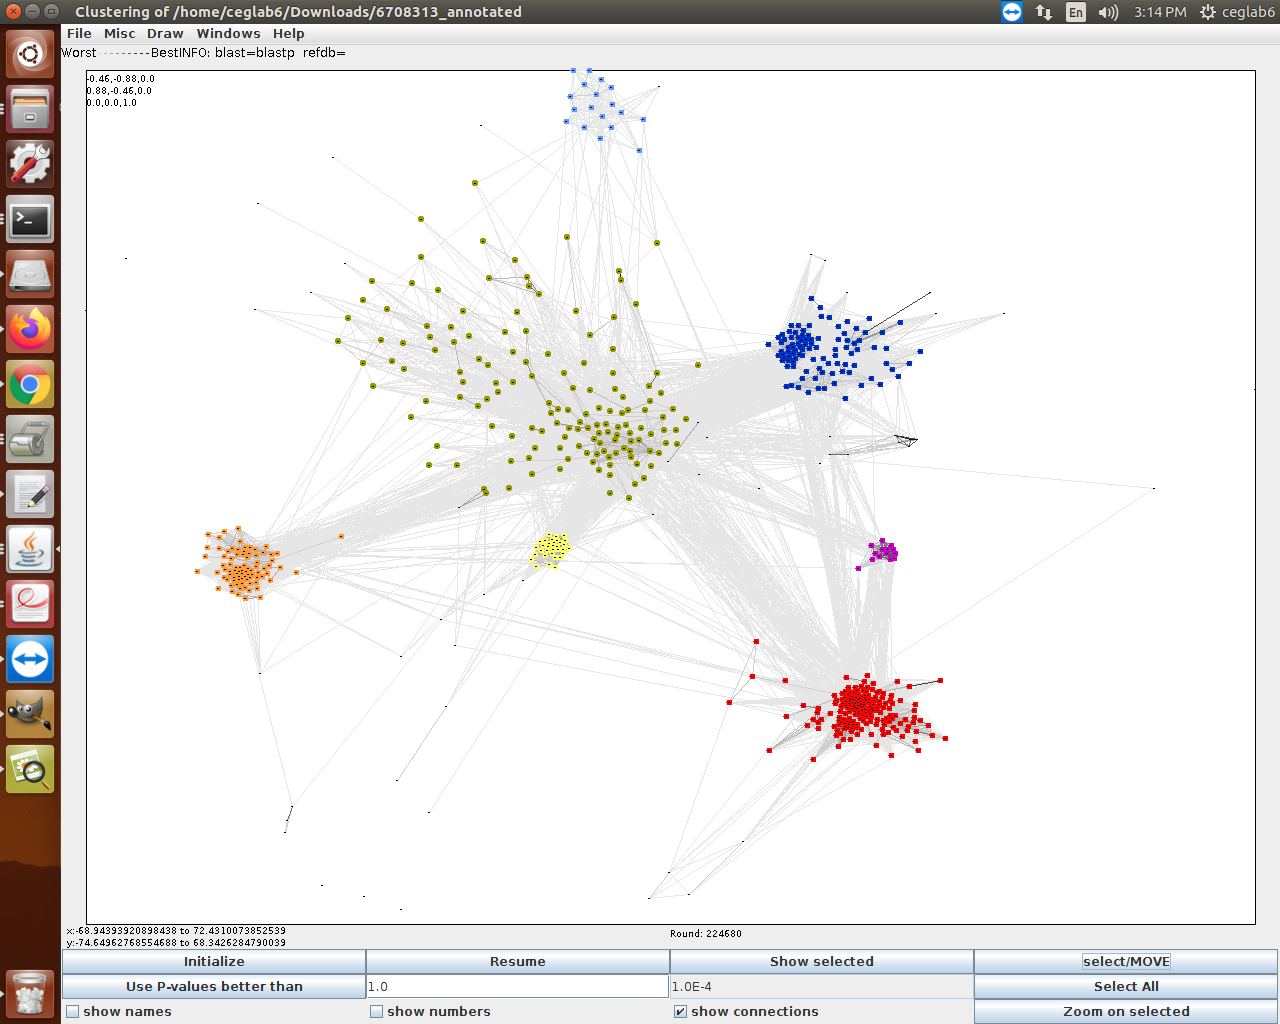 Clustering of /home/ceglab6/Downloads/6708313_annotated
En
3:14 PM
ceglab6
File Misc Draw Windows Help
Worst---------BestINFO: blast=blastp refdb=
-0.46,-0.88,0.0
0.88,-0.46,0.0
0.0,0.0,1.0
x:-68.94393920898438 to 72.4310073852539
y:-74.64962768554688 to 68.3426284790039
Round: 224680
Initialize
Resume
Show selected
select/MOVE
Use P-values better than
1.0
1.0E-4
Select All
show names
show numbers
show connections
Zoom on selected